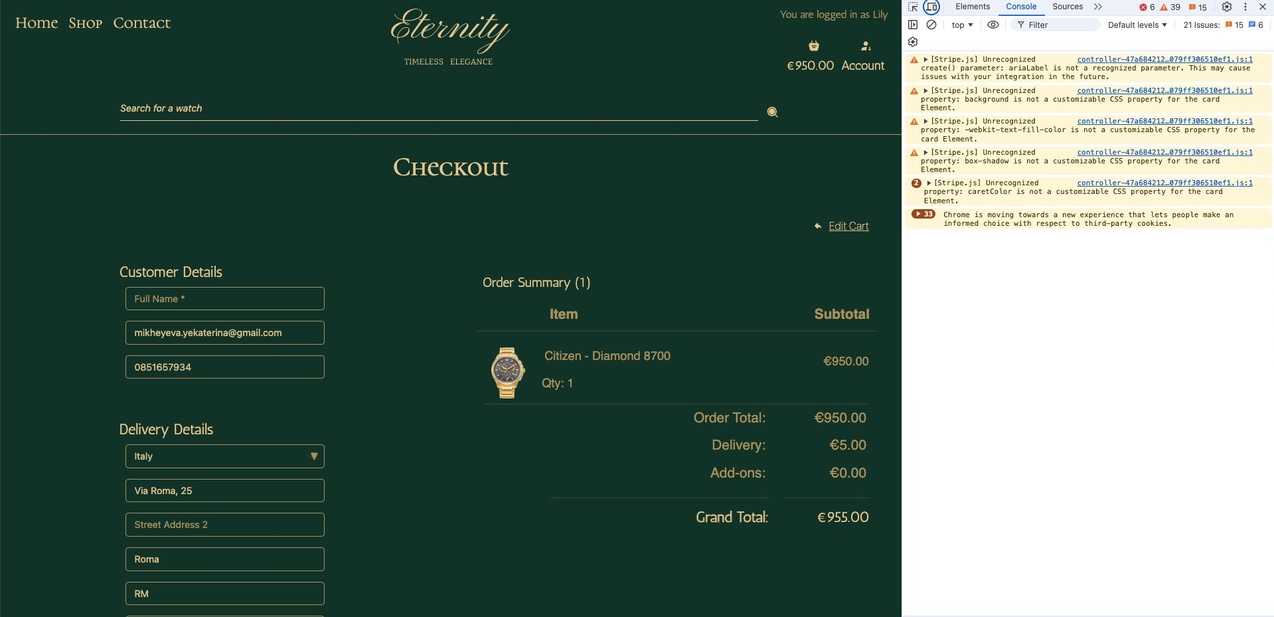 Home Shop Contact
Eternity
TIMELESS ELEGANCE
You are logged in as Lily
€950.00 Account
Search for a watch
Checkout
Edit Cart
Customer Details
Full Name *
mikheyeva.yekaterina@gmail.com
0851657934
Delivery Details
Italy
Via Roma, 25
Street Address 2
Roma
RM
Order Summary (1)
Item Subtotal
Citizen - Diamond 8700 €950.00
Qty: 1
Order Total: €950.00
Delivery: €5.00
Add-ons: €0.00
Grand Total: €955.00
Elements Console Sources 6 39 15
top Filter Default levels 21 Issues: 15 6
[Stripe.js] Unrecognized controller-47a684212…079ff306510ef1.js:1
create() parameter: ariaLabel is not a recognized parameter. This may cause
issues with your integration in the future.
[Stripe.js] Unrecognized controller-47a684212…079ff306510ef1.js:1
property: background is not a customizable CSS property for the card
Element.
[Stripe.js] Unrecognized controller-47a684212…079ff306510ef1.js:1
property: -webkit-text-fill-color is not a customizable CSS property for the
card Element.
[Stripe.js] Unrecognized controller-47a684212…079ff306510ef1.js:1
property: box-shadow is not a customizable CSS property for the card
Element.
2 [Stripe.js] Unrecognized controller-47a684212…079ff306510ef1.js:1
property: caretColor is not a customizable CSS property for the card
Element.
33 Chrome is moving towards a new experience that lets people make an
informed choice with respect to third-party cookies.